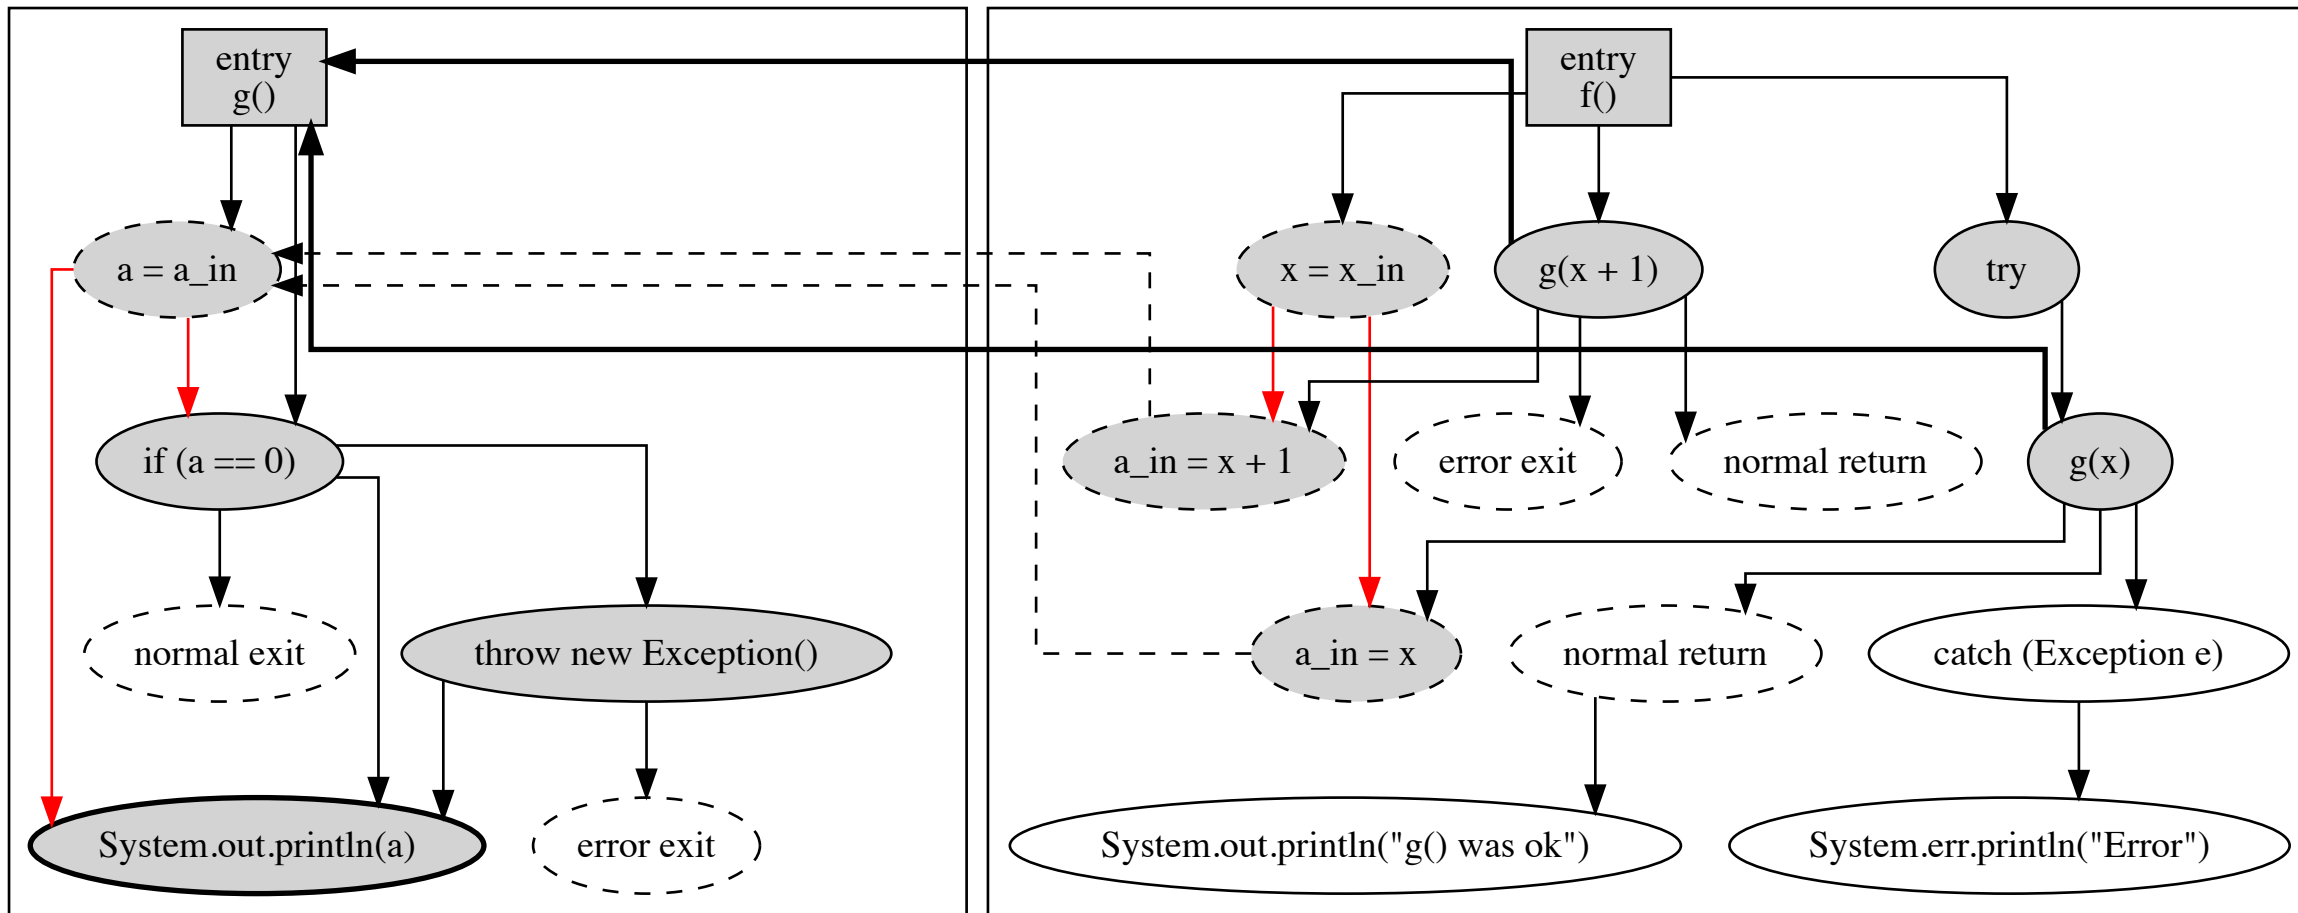 entry
g()
entry
f()
a = a_in
x = x_in
g(x + 1)
try
if (a == 0)
a_in = x + 1
error exit
normal return
g(x)
normal exit
throw new Exception()
a_in = x
normal return
catch (Exception e)
System.out.println(a)
error exit
System.out.println("g() was ok")
System.err.println("Error")